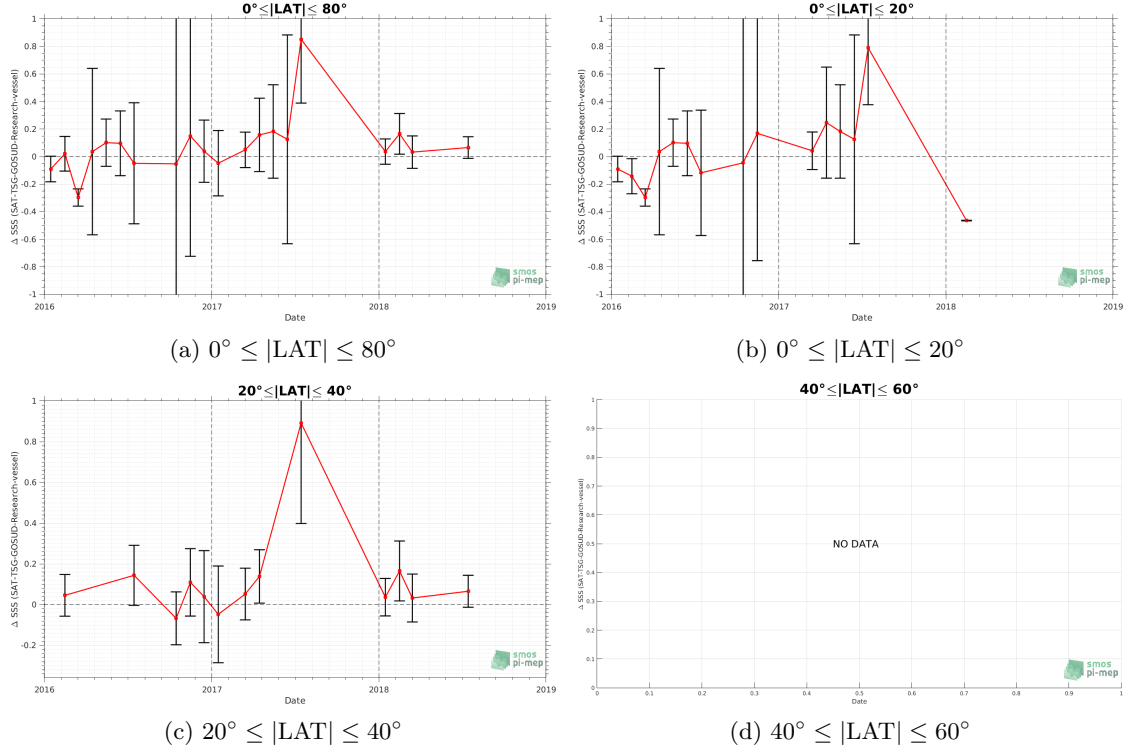 0°≤|LAT|≤ 80°
Δ SSS (SAT-TSG-GOSUD-Research-vessel)
1
0.8
0.6
0.4
0.2
0
-0.2
-0.4
-0.6
-0.8
-1
2016
2017
2018
2019
Date
smos
pi-mep
(a) 0° ≤ |LAT| ≤ 80°
0°≤|LAT|≤ 20°
Δ SSS (SAT-TSG-GOSUD-Research-vessel)
1
0.8
0.6
0.4
0.2
0
-0.2
-0.4
-0.6
-0.8
-1
2016
2017
2018
2019
Date
smos
pi-mep
(b) 0° ≤ |LAT| ≤ 20°
20°≤|LAT|≤ 40°
Δ SSS (SAT-TSG-GOSUD-Research-vessel)
1
0.8
0.6
0.4
0.2
0
-0.2
2016
2017
2018
2019
Date
smos
pi-mep
(c) 20° ≤ |LAT| ≤ 40°
40°≤|LAT|≤ 60°
Δ SSS (SAT-TSG-GOSUD-Research-vessel)
1
0.9
0.8
0.7
0.6
0.5
0.4
0.3
0.2
0.1
0
NO DATA
0
0.1
0.2
0.3
0.4
0.5
0.6
0.7
0.8
0.9
1
Date
smos
pi-mep
(d) 40° ≤ |LAT| ≤ 60°